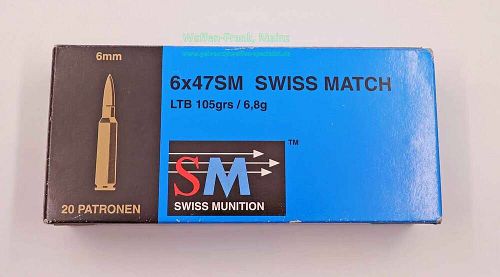 Waffen-Frank, Mainz
6mm
20 PATRONEN
6x47SM SWISS MATCH
LTB 105grs / 6,8g
SM
™
SWISS MUNITION